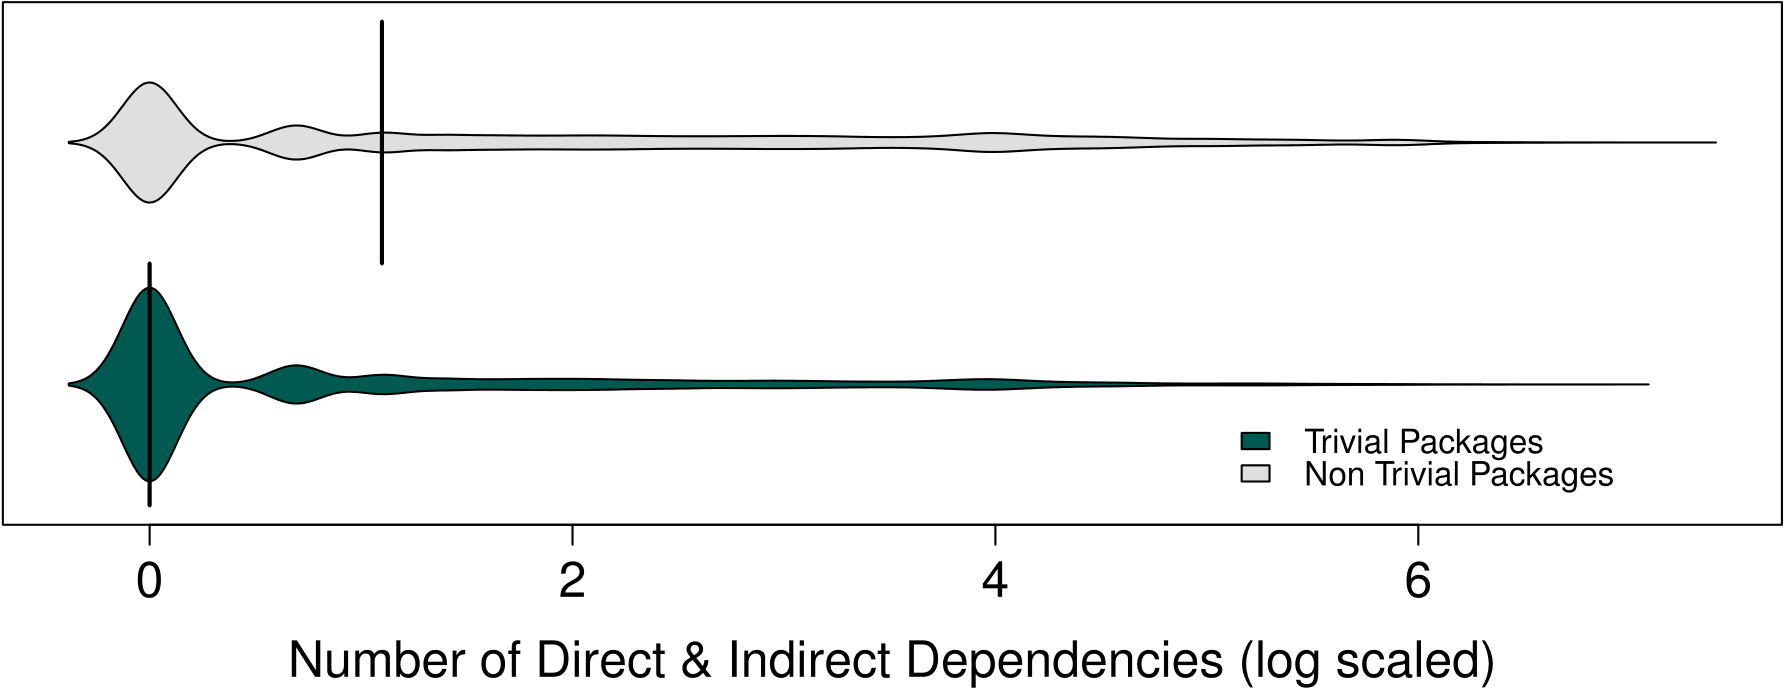 Trivial Packages
Non Trivial Packages
0 2 4 6
Number of Direct & Indirect Dependencies (log scaled)